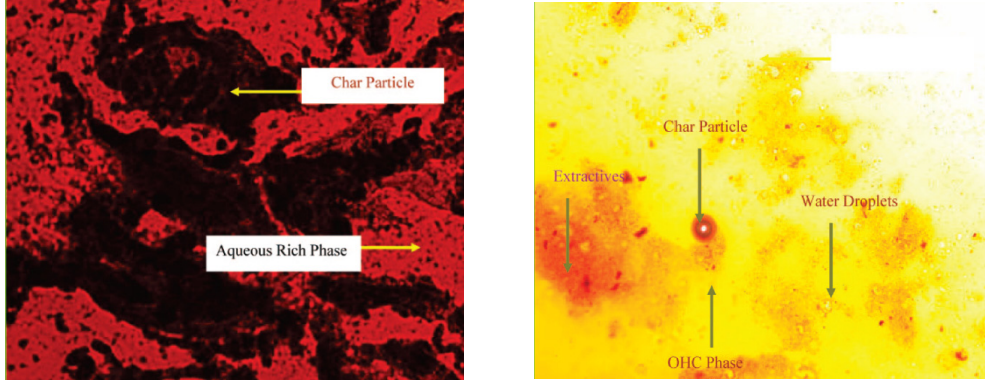 Char Particle
Aqueous Rich Phase
Char Particle
Extractives
Water Droplets
OHC Phase